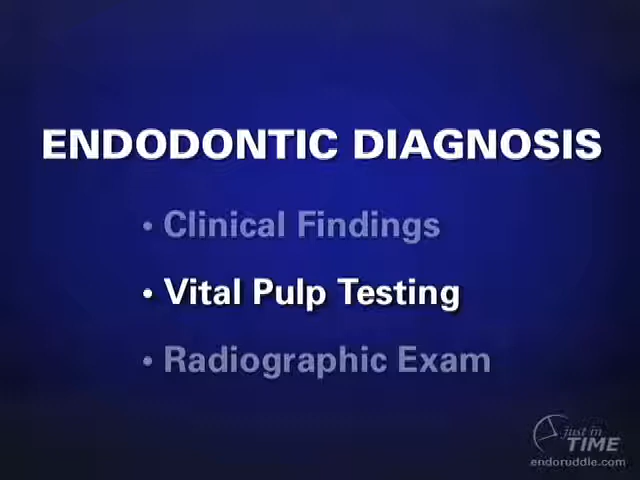 ENDODONTIC DIAGNOSIS
• Clinical Findings
• Vital Pulp Testing
• Radiographic Exam
just in
TIME
endoruddle.com